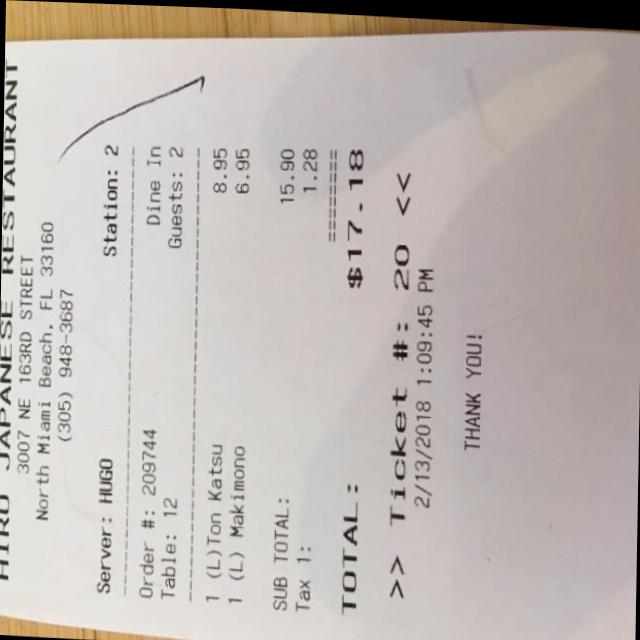 HIRO JAPANESE RESTAURANT
3007 NE 163RD STREET
North Miami Beach, FL 33160
(305) 948-3687
Server: HUGO Station: 2
Order #: 209744 Dine In
Table: 12 Guests: 2
1 (L)Ton Katsu 8.95
1 (L) Makimono 6.95
SUB TOTAL: 15.90
Tax 1: 1.28
========
TOTAL: $17.18
>> Ticket #: 20 <<
2/13/2018 1:09:45 PM
THANK YOU!